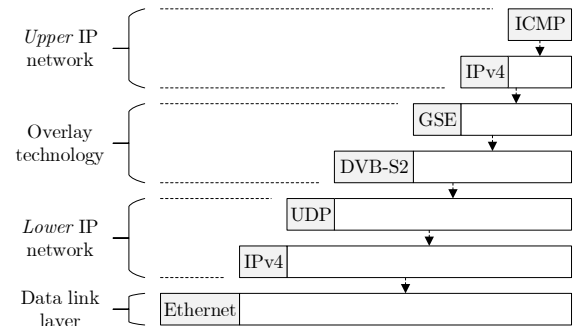 ICMP
Upper IP
network
IPv4
GSE
Overlay
technology
DVB-S2
UDP
Lower IP
network
IPv4
Data link
layer
Ethernet